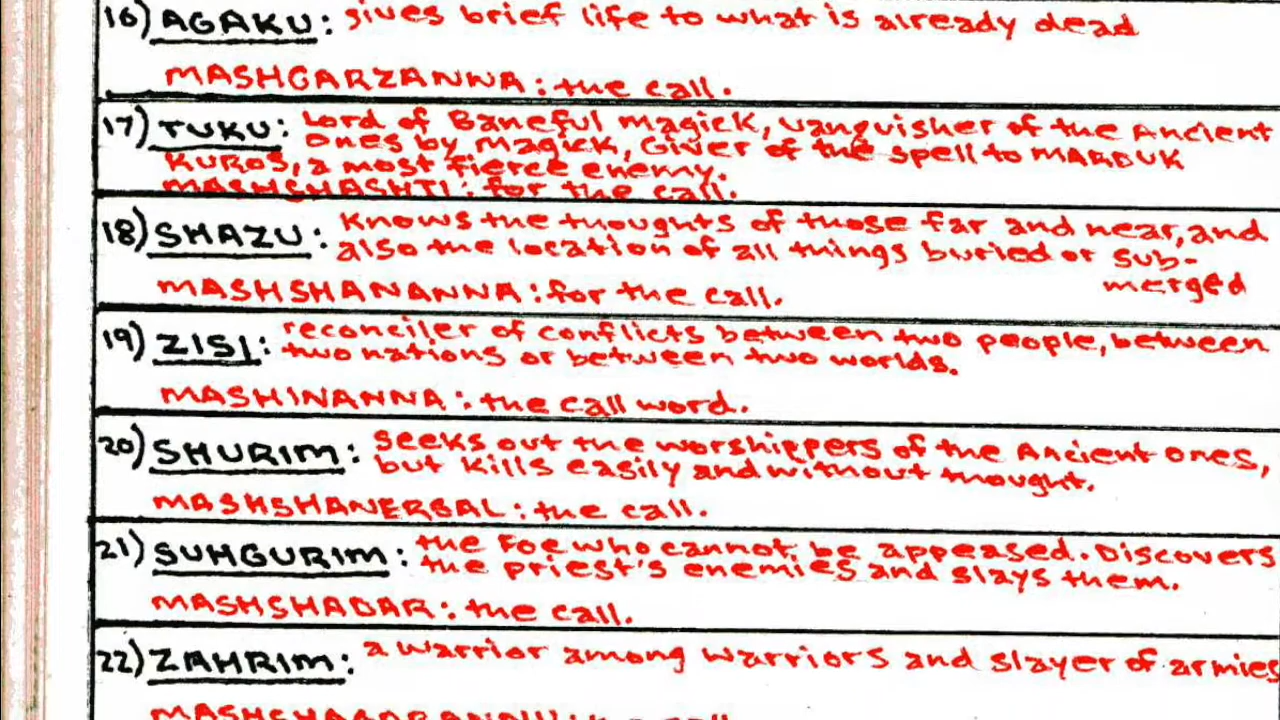 16) AGAKU: gives brief life to what is already dead
MASHGARZANNA: the call.
17) TUKU: Lord of Baneful Magick, Vanquisher of the Ancient
Ones by Magick, Giver of the spell to MARDUK
KUROS, a most fierce enemy.
MASHSHASHTI: for the call.
18) SHAZU: Knows the thoughts of those far and near, and
also the location of all things buried or sub-
merged
MASHSHANANNA: for the call.
19) ZISI: reconciler of conflicts between two people, between
two nations or between two worlds.
MASHINANNA: the call word.
20) SHURIM: seeks out the worshippers of the Ancient ones,
but kills easily and without thought.
MASHSHANERGAL: the call.
21) SUHGURIM: the Foe who cannot be appeased. Discovers
the priest's enemies and slays them.
MASHSHADAR: the call.
22) ZAHRIM: a warrior among warriors and slayer of armies